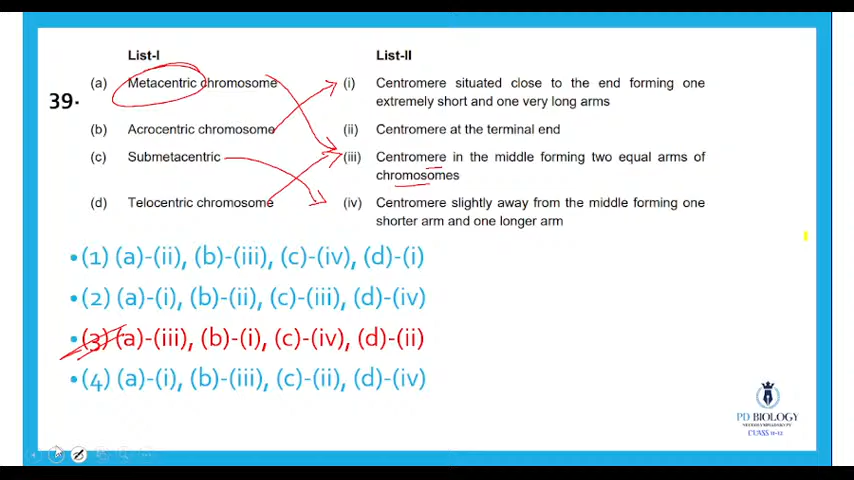 List-I List-II
39. (a) Metacentric chromosome (i) Centromere situated close to the end forming one
extremely short and one very long arms
(b) Acrocentric chromosome (ii) Centromere at the terminal end
(c) Submetacentric (iii) Centromere in the middle forming two equal arms of
chromosomes
(d) Telocentric chromosome (iv) Centromere slightly away from the middle forming one
shorter arm and one longer arm
•(1) (a)-(ii), (b)-(iii), (c)-(iv), (d)-(i)
•(2) (a)-(i), (b)-(ii), (c)-(iii), (d)-(iv)
•(3) (a)-(iii), (b)-(i), (c)-(iv), (d)-(ii)
•(4) (a)-(i), (b)-(iii), (c)-(ii), (d)-(iv)
PD BIOLOGY
CLASS 11-12